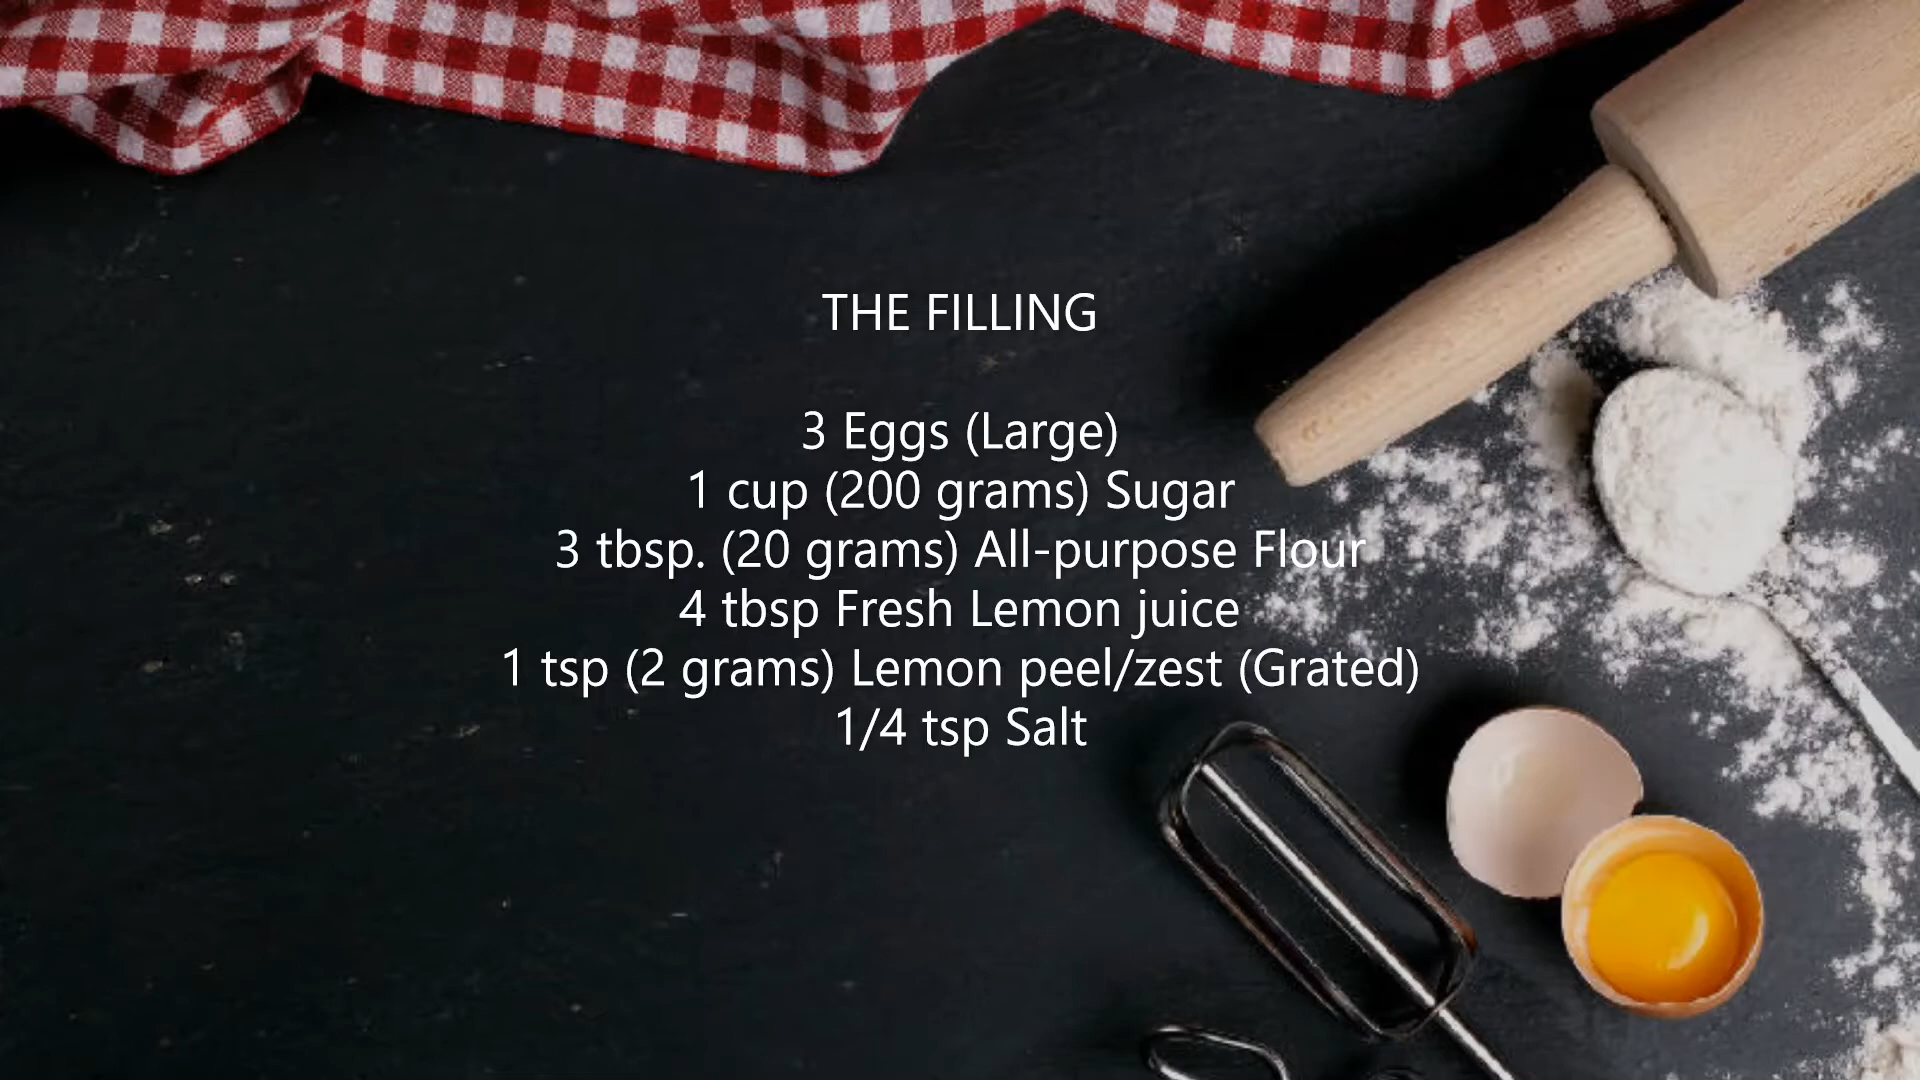 THE FILLING
3 Eggs (Large)
1 cup (200 grams) Sugar
3 tbsp. (20 grams) All-purpose Flour
4 tbsp Fresh Lemon juice
1 tsp (2 grams) Lemon peel/zest (Grated)
1/4 tsp Salt